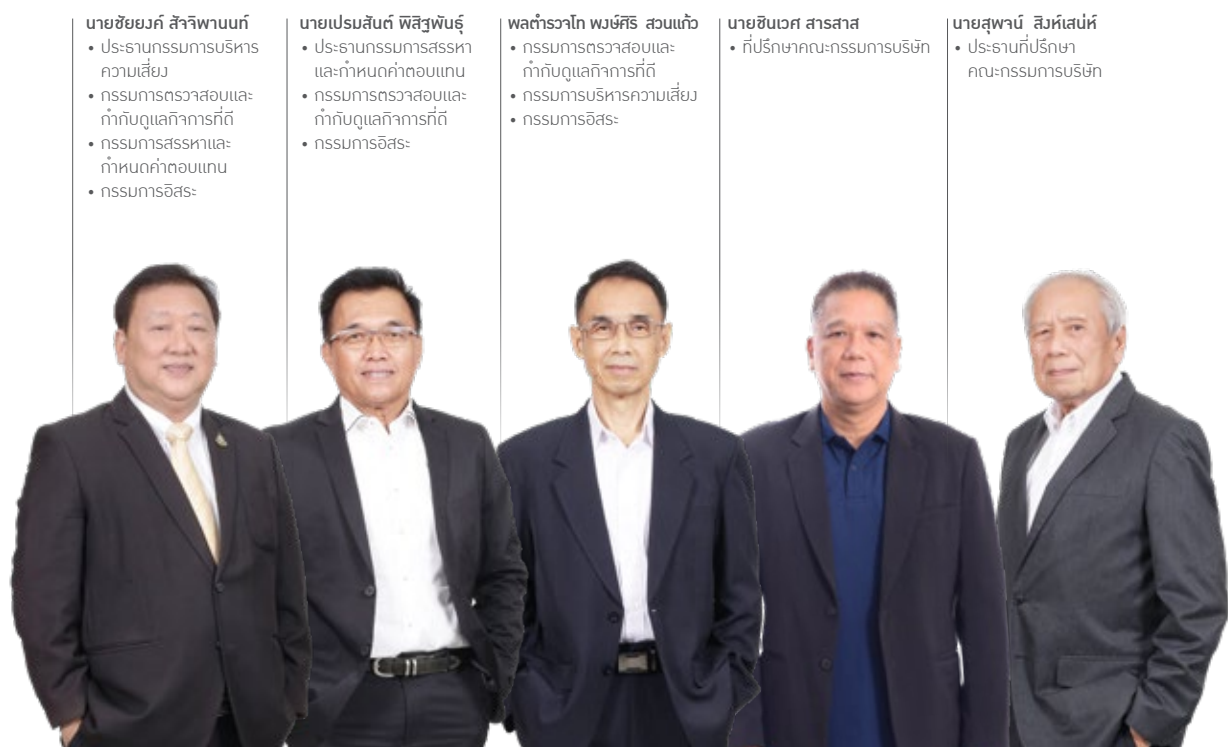 นายชัยยงค์ สัจจิพานนท์
• ประธานกรรมการบริหาร
ความเสี่ยง
• กรรมการตรวจสอบและ
กำกับดูแลกิจการที่ดี
• กรรมการสรรหาและ
กำหนดค่าตอบแทน
• กรรมการอิสระ
นายเปรมสันต์ พิสิฐพันธุ์
• ประธานกรรมการสรรหา
และกำหนดค่าตอบแทน
• กรรมการตรวจสอบและ
กำกับดูแลกิจการที่ดี
• กรรมการอิสระ
พลตำรวจโท พงษ์ศิริ สวนแก้ว
• กรรมการตรวจสอบและ
กำกับดูแลกิจการที่ดี
• กรรมการบริหารความเสี่ยง
• กรรมการอิสระ
นายชินเวศ สารสาส
• ที่ปรึกษาคณะกรรมการบริษัท
นายสุพจน์ สิงห์เสน่ห์
• ประธานที่ปรึกษา
คณะกรรมการบริษัท